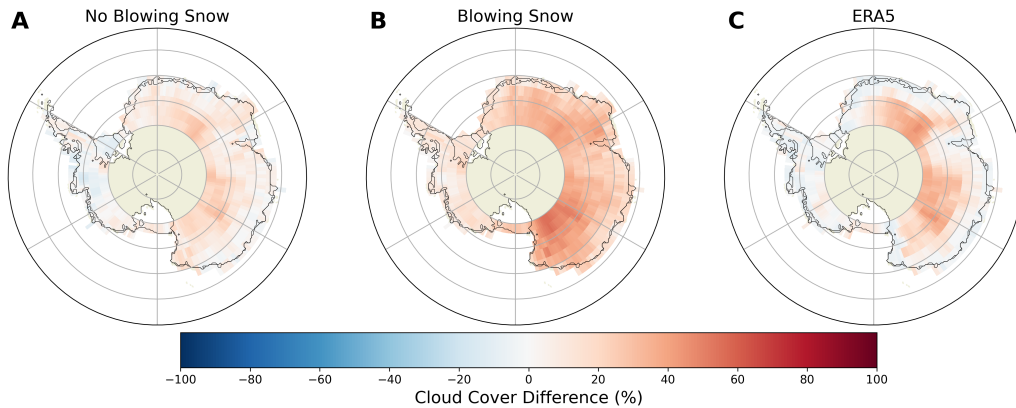 A No Blowing Snow B Blowing Snow C ERA5
−100 −80 −60 −40 −20 0 20 40 60 80 100
Cloud Cover Difference (%)